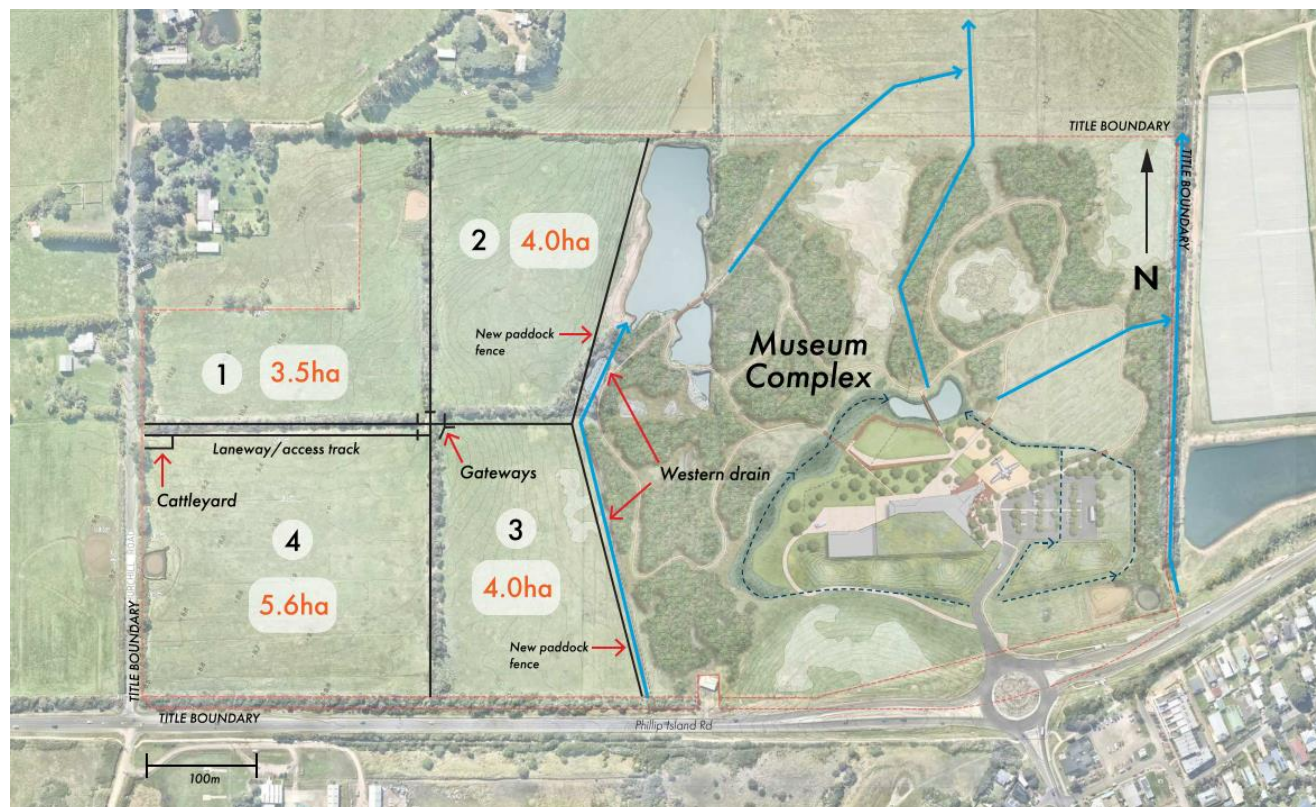 TITLE BOUNDARY
TITLE BOUNDARY
N
2
4.0ha
New paddock
fence
Museum
Complex
1
3.5ha
Laneway/access track
Gateways
Western drain
Cattleyard
4
5.6ha
3
4.0ha
New paddock
fence
TITLE BOUNDARY
TITLE BOUNDARY
Phillip Island Rd
100m